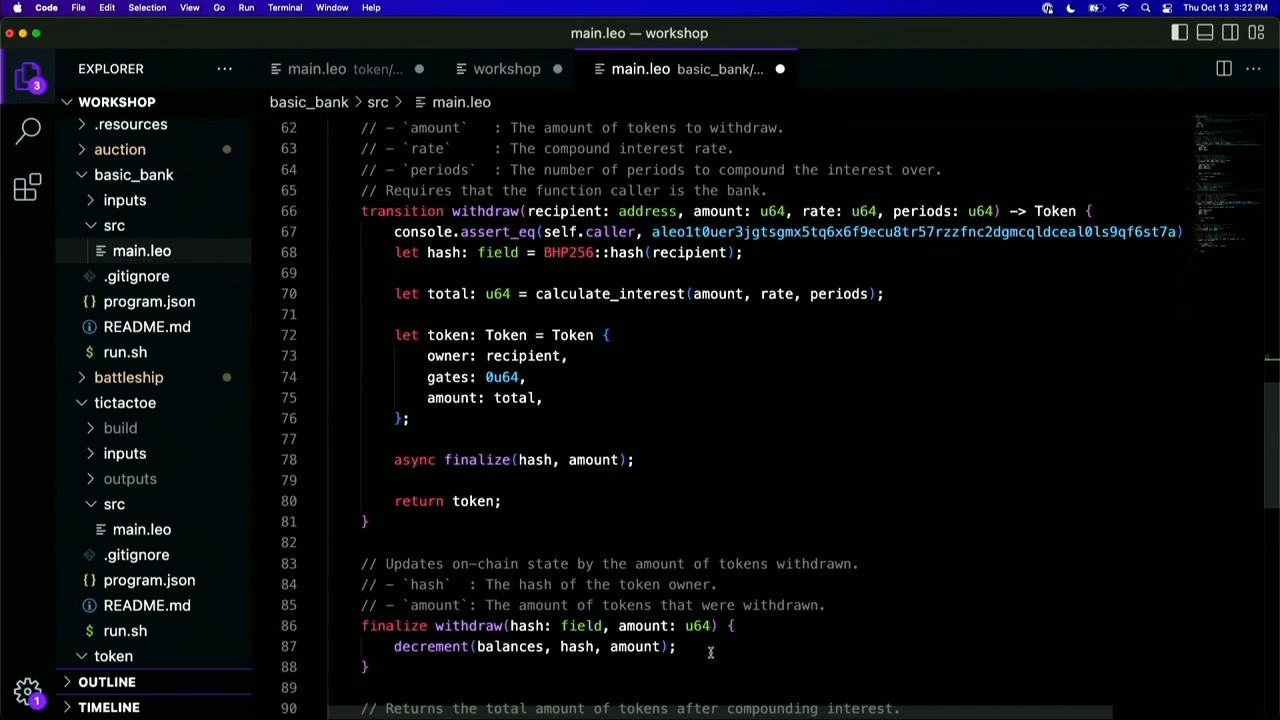 Code File Edit Selection View Go Run Terminal Window Help Thu Oct 13 3:22 PM
main.leo — workshop
EXPLORER
main.leo token/... workshop main.leo basic_bank/...
basic_bank > src > main.leo
WORKSHOP
.resources
auction
basic_bank
inputs
src
main.leo
.gitignore
program.json
README.md
run.sh
battleship
tictactoe
build
inputs
outputs
src
main.leo
.gitignore
program.json
README.md
run.sh
token
OUTLINE
TIMELINE
3
1
62 // - `amount` : The amount of tokens to withdraw.
63 // - `rate` : The compound interest rate.
64 // - `periods` : The number of periods to compound the interest over.
65 // Requires that the function caller is the bank.
66 transition withdraw(recipient: address, amount: u64, rate: u64, periods: u64) -> Token {
67 console.assert_eq(self.caller, aleo1t0uer3jgtsgmx5tq6x6f9ecu8tr57rzzfnc2dgmcqldceal0ls9qf6st7a)
68 let hash: field = BHP256::hash(recipient);
69
70 let total: u64 = calculate_interest(amount, rate, periods);
71
72 let token: Token = Token {
73 owner: recipient,
74 gates: 0u64,
75 amount: total,
76 };
77
78 async finalize(hash, amount);
79
80 return token;
81 }
82
83 // Updates on-chain state by the amount of tokens withdrawn.
84 // - `hash` : The hash of the token owner.
85 // - `amount`: The amount of tokens that were withdrawn.
86 finalize withdraw(hash: field, amount: u64) {
87 decrement(balances, hash, amount);
88 }
89
90 // Returns the total amount of tokens after compounding interest.